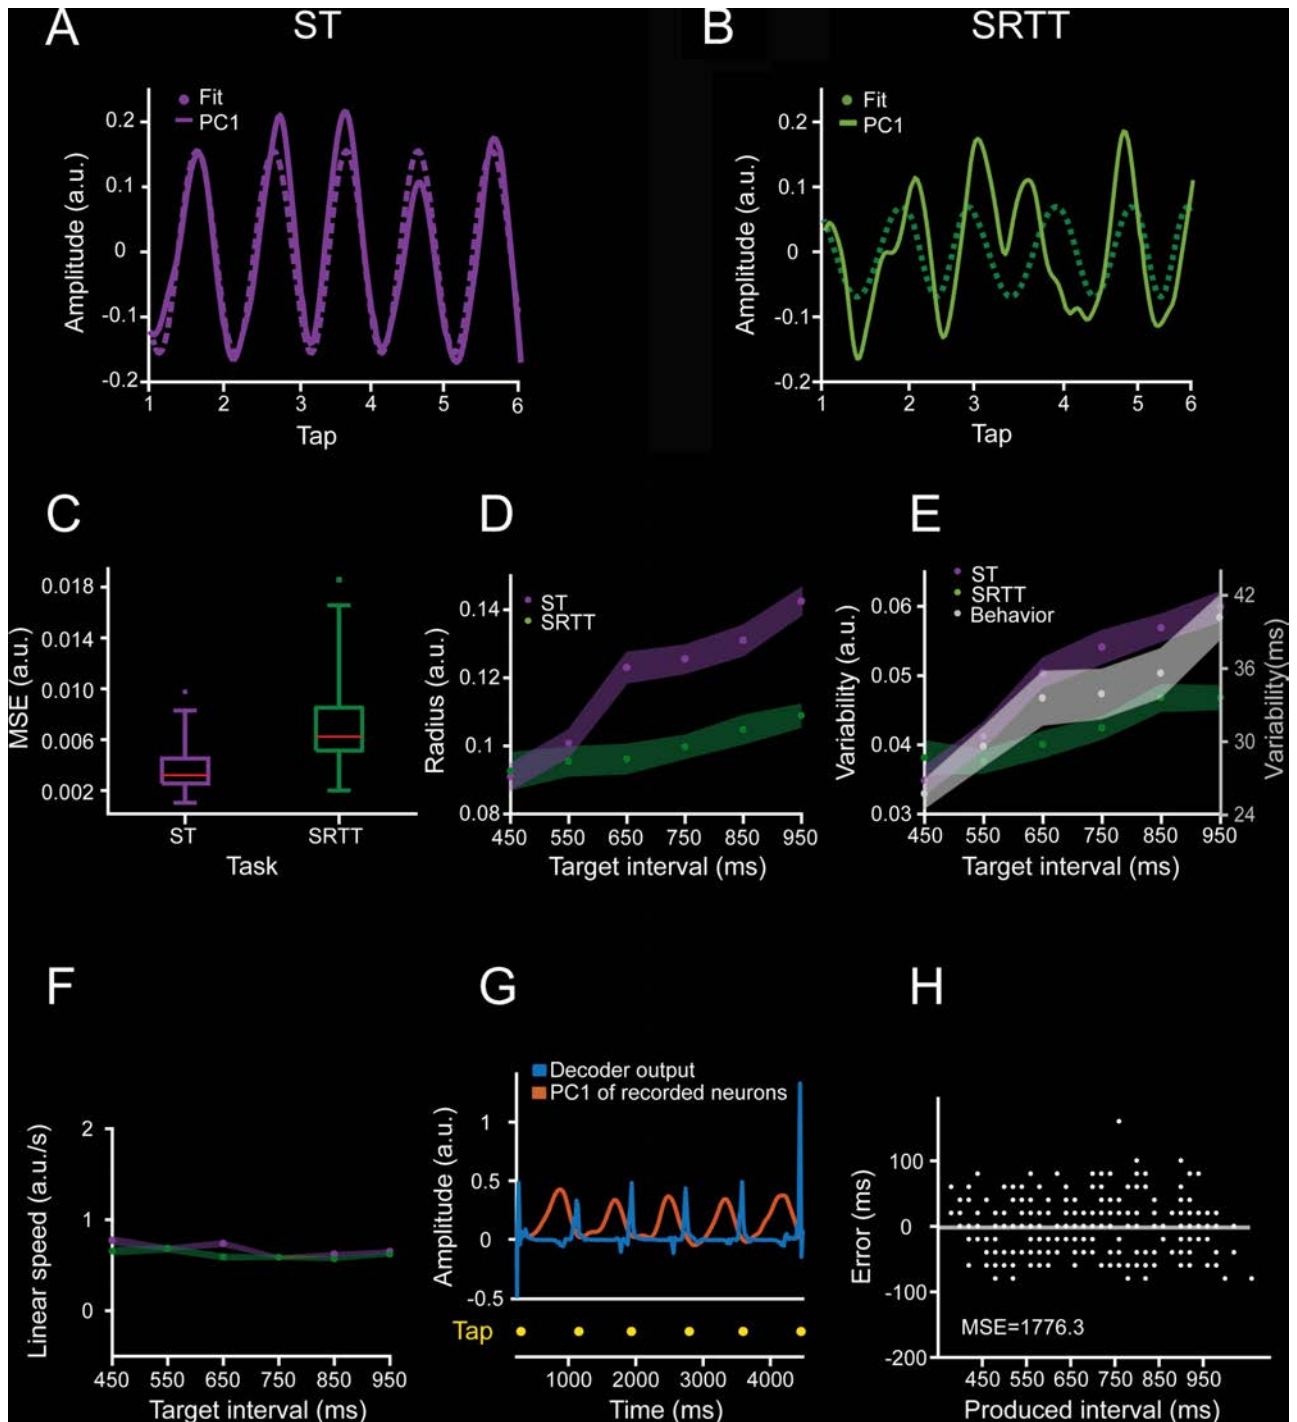 A ST
Fit
PC1
0.2
0.1
0
-0.1
-0.2
Amplitude (a.u.)
1 2 3 4 5 6
Tap
B SRTT
Fit
PC1
0.2
0.1
0
-0.1
-0.2
Amplitude (a.u.)
1 2 3 4 5 6
Tap
C
0.018
0.014
0.010
0.006
0.002
MSE (a.u.)
ST SRTT
Task
D
ST
SRTT
0.14
0.12
0.1
0.08
Radius (a.u.)
450 550 650 750 850 950
Target interval (ms)
E
ST
SRTT
Behavior
0.06
0.05
0.04
0.03
Variability (a.u.)
42
36
30
24
Variability(ms)
450 550 650 750 850 950
Target interval (ms)
F
2
1
0
Linear speed (a.u./s)
450 550 650 750 850 950
Target interval (ms)
G
Decoder output
PC1 of recorded neurons
1
0.5
0
-0.5
Amplitude (a.u.)
Tap
1000 2000 3000 4000
Time (ms)
H
100
0
-100
-200
Error (ms)
MSE=1776.3
450 550 650 750 850 950
Produced interval (ms)